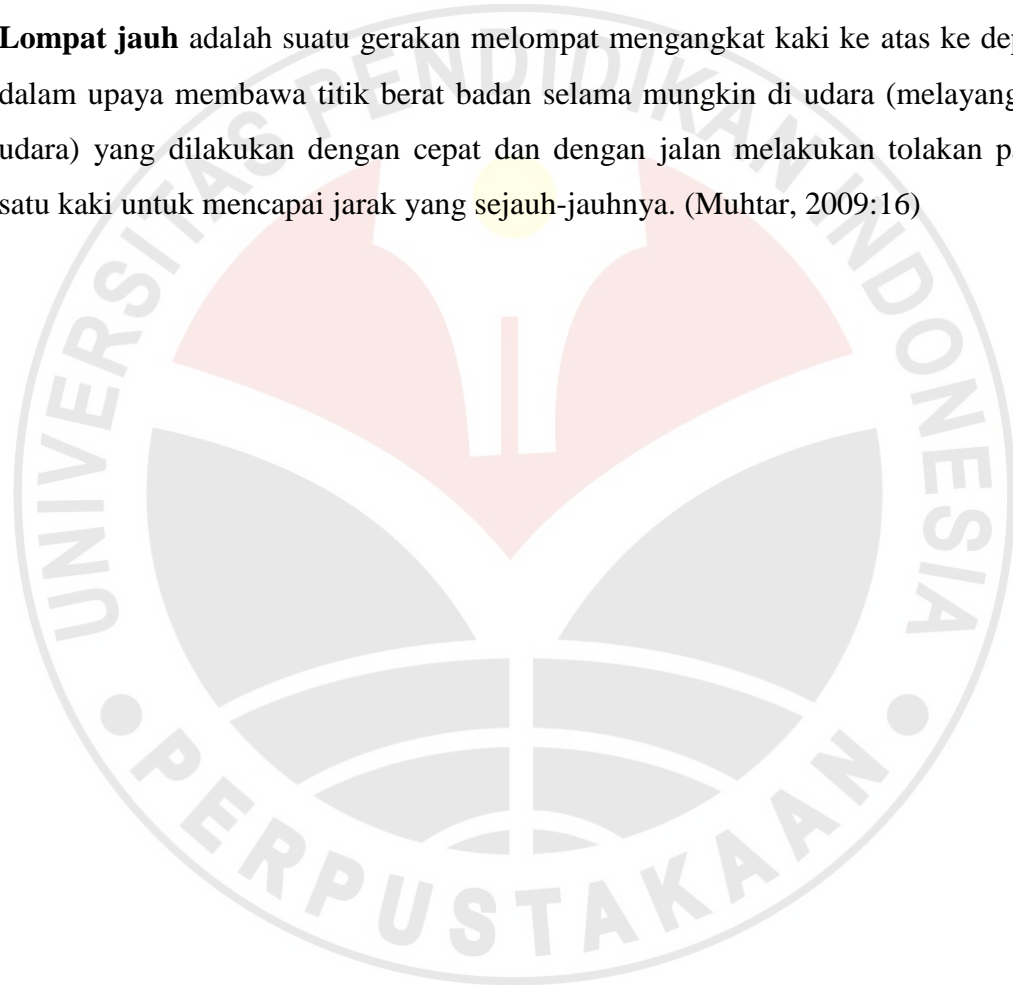 Lompat jauh adalah suatu gerakan melompat mengangkat kaki ke atas ke dep
dalam upaya membawa titik berat badan selama mungkin di udara (melayang
udara) yang dilakukan dengan cepat dan dengan jalan melakukan tolakan pa
satu kaki untuk mencapai jarak yang sejauh-jauhnya. (Muhtar, 2009:16)
UNIVERSITAS PENDIDIKAN INDONESIA
PERPUSTAKAAN